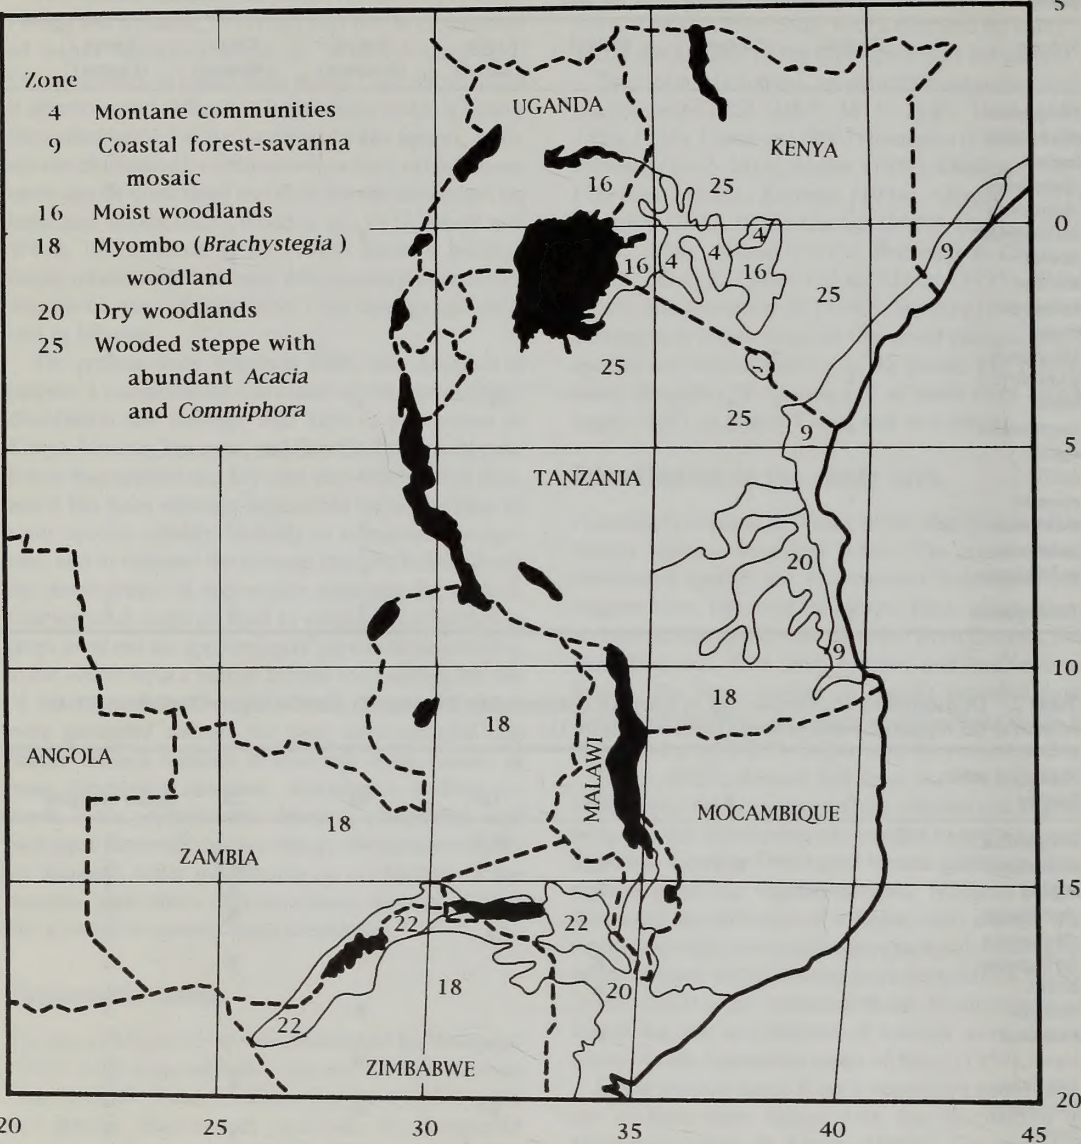 5
Zone
4 Montane communities
9 Coastal forest-savanna
mosaic
16 Moist woodlands
18 Myombo (Brachystegia )
woodland
20 Dry woodlands
25 Wooded steppe with
abundant Acacia
and Commiphora
UGANDA
KENYA
16
25
0
4
4
9
16
4
16
25
25
25
9
5
TANZANIA
20
9
10
18
18
ANGOLA
MALAWI
MOCAMBIQUE
18
ZAMBIA
15
22
22
18
20
22
ZIMBABWE
20
20
25
30
35
40
45